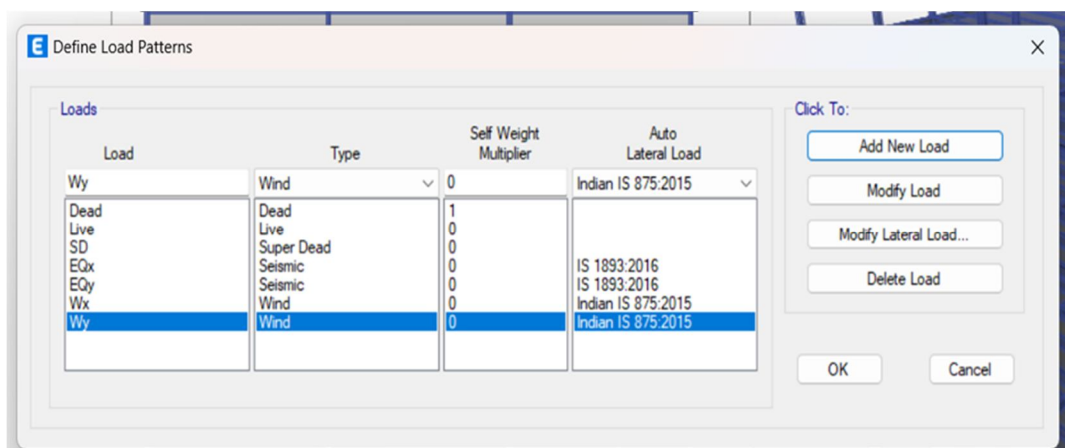 E Define Load Patterns
Loads
Click To:
Load Type Self Weight Multiplier Auto Lateral Load
Wy Wind 0 Indian IS 875:2015
Dead Dead 1
Live Live 0
SD Super Dead 0
EQx Seismic 0 IS 1893:2016
EQy Seismic 0 IS 1893:2016
Wx Wind 0 Indian IS 875:2015
Wy Wind 0 Indian IS 875:2015
Add New Load
Modify Load
Modify Lateral Load...
Delete Load
OK Cancel